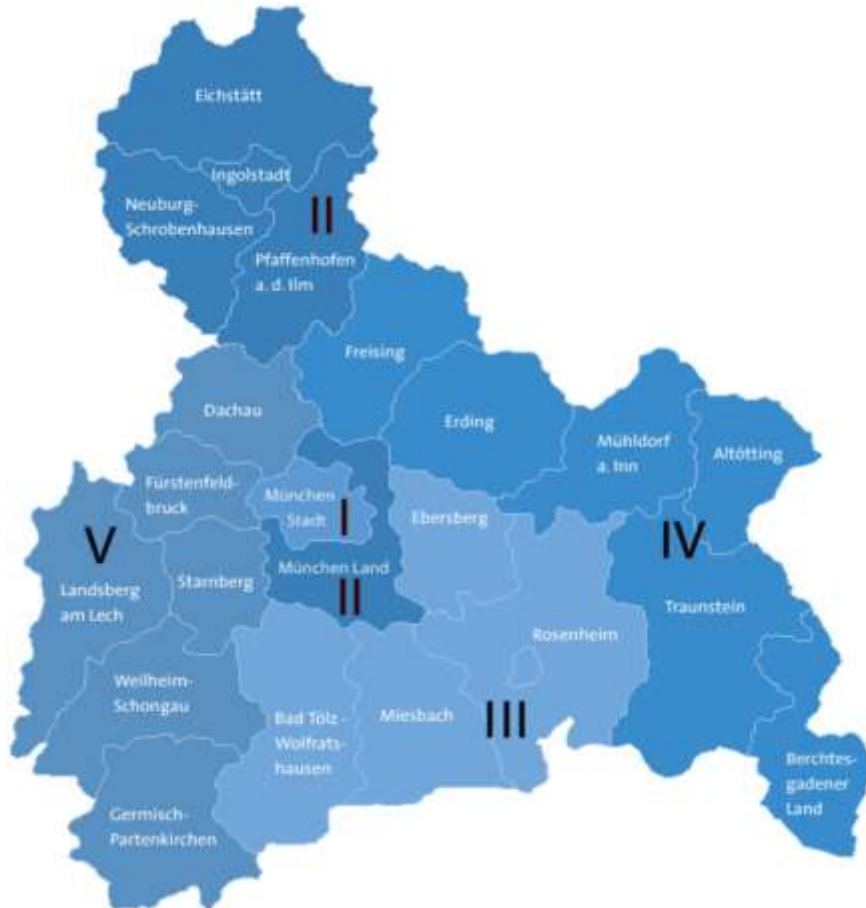 Eichstätt
Ingolstadt
Neuburg-
Schrobenhausen
II
Pfaffenhofen
a. d. Ilm
Freising
Dachau
Erding
Mühldorf
a. Inn
Altötting
Fürstenfeld-
bruck
München
Stadt
I
Ebersberg
V
IV
Landsberg
am Lech
Starnberg
München Land
II
Rosenheim
Traunstein
Weilheim-
Schongau
Bad Tölz -
Wolfrats-
hausen
Miesbach
III
Berchtes-
gadener
Land
Germisch-
Partenkirchen